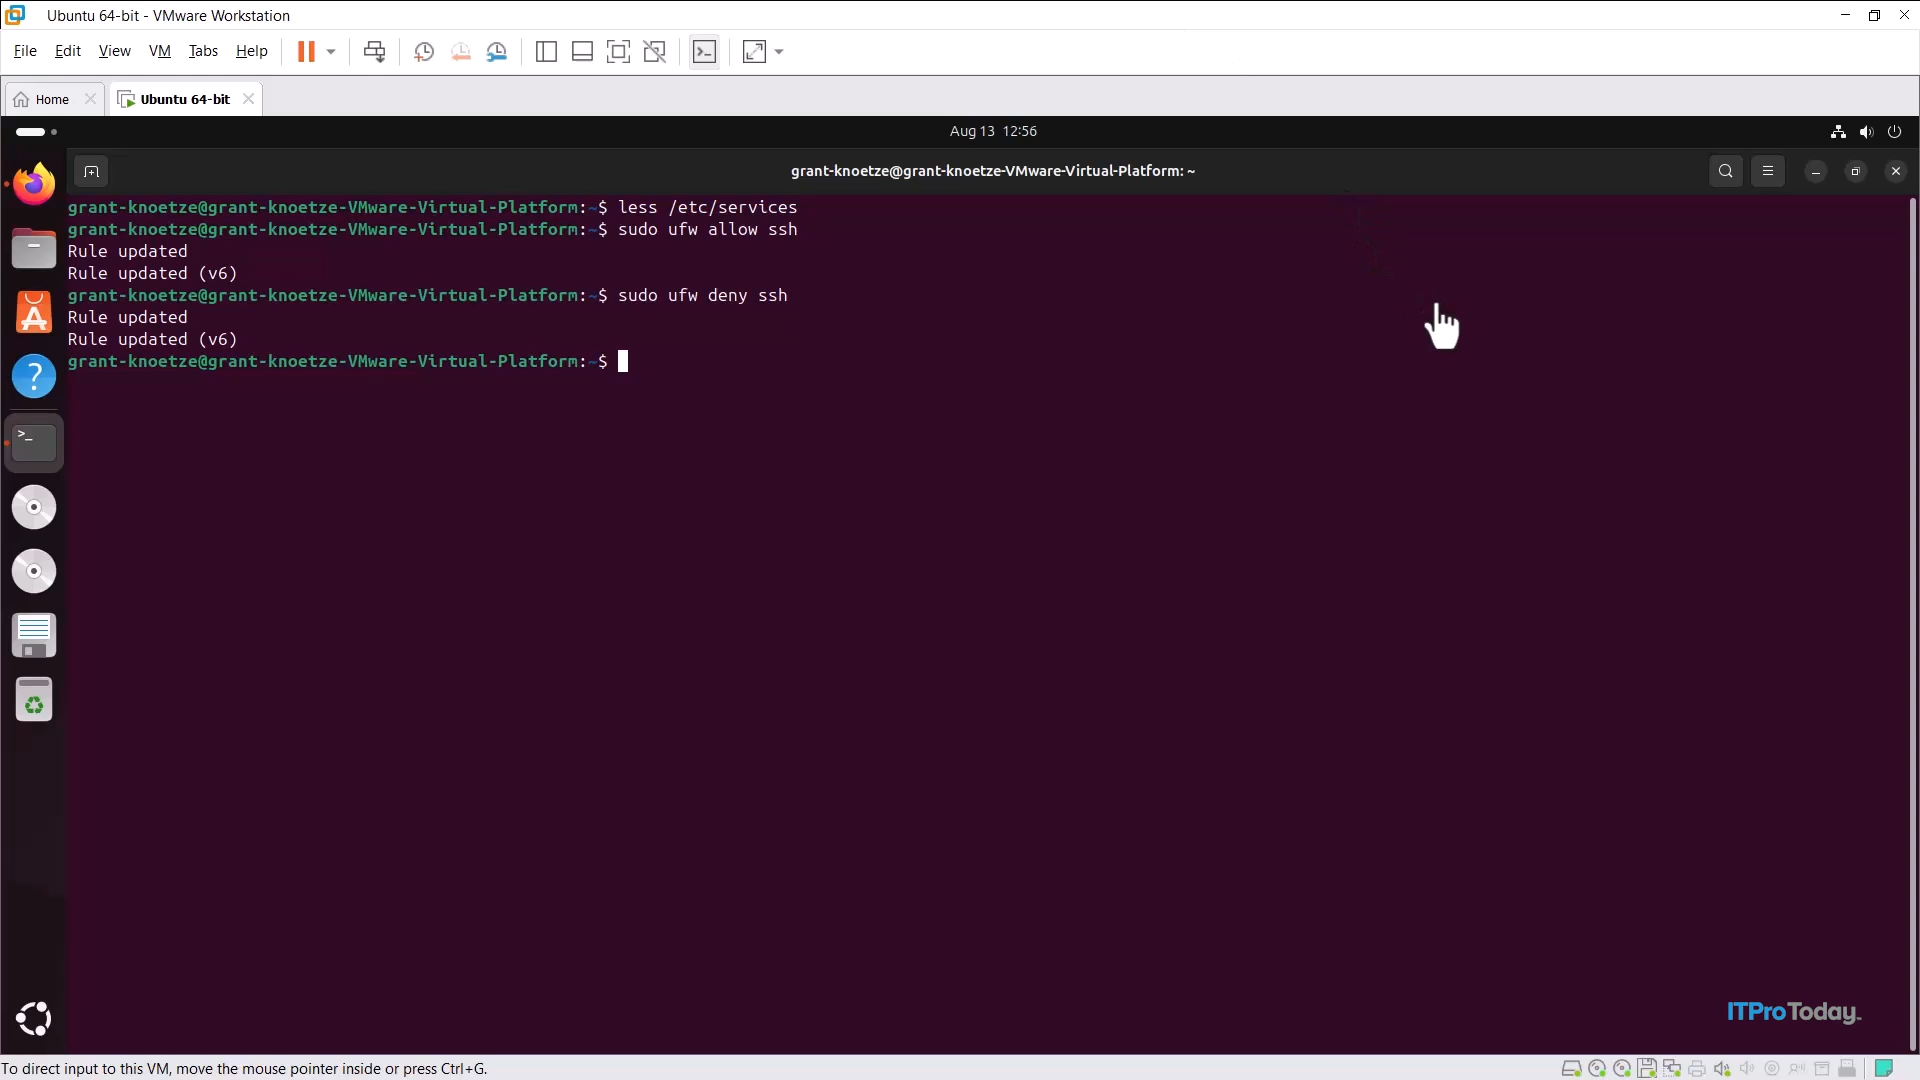 Ubuntu 64-bit - VMware Workstation
File Edit View VM Tabs Help
Home Ubuntu 64-bit
Aug 13 12:56
grant-knoetze@grant-knoetze-VMware-Virtual-Platform: ~
grant-knoetze@grant-knoetze-VMware-Virtual-Platform:~$ less /etc/services
grant-knoetze@grant-knoetze-VMware-Virtual-Platform:~$ sudo ufw allow ssh
Rule updated
Rule updated (v6)
grant-knoetze@grant-knoetze-VMware-Virtual-Platform:~$ sudo ufw deny ssh
Rule updated
Rule updated (v6)
grant-knoetze@grant-knoetze-VMware-Virtual-Platform:~$
ITProToday
To direct input to this VM, move the mouse pointer inside or press Ctrl+G.